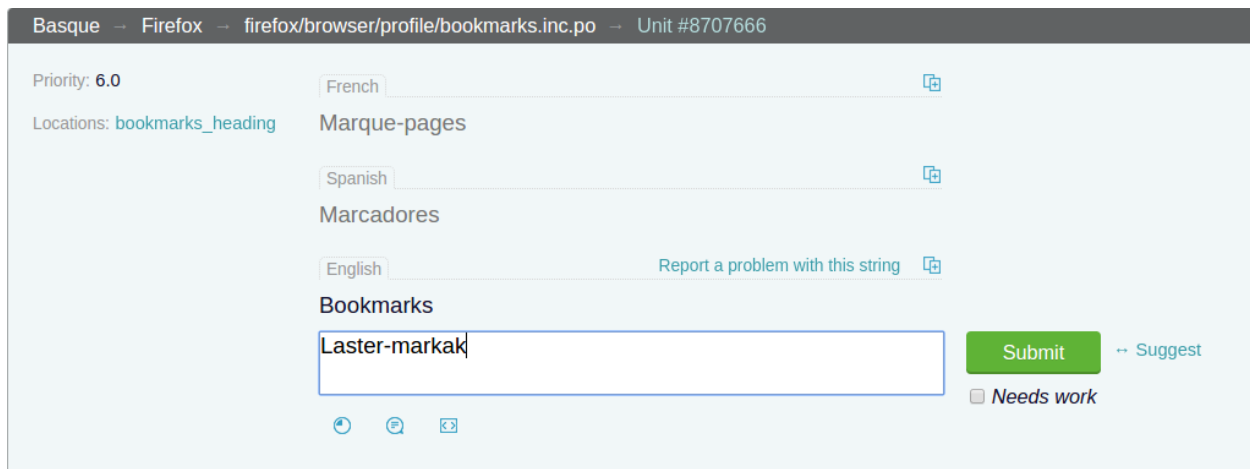 Basque → Firefox → firefox/browser/profile/bookmarks.inc.po → Unit #8707666
Priority: 6.0
Locations: bookmarks_heading
French
Marque-pages
Spanish
Marcadores
English
Report a problem with this string
Bookmarks
Laster-markak
Submit
↔ Suggest
Needs work